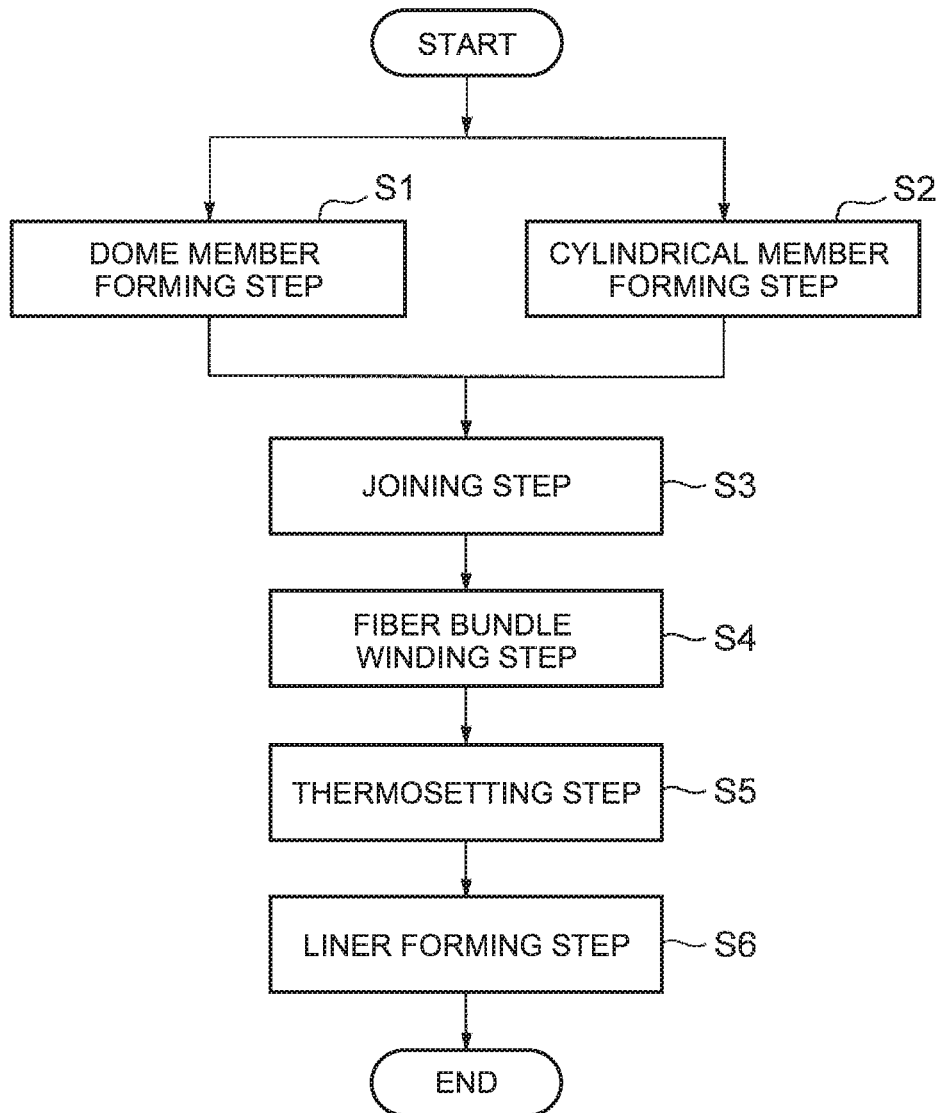 START
S1
S2
DOME MEMBER
FORMING STEP
CYLINDRICAL MEMBER
FORMING STEP
JOINING STEP
S3
FIBER BUNDLE
WINDING STEP
S4
THERMOSETTING STEP
S5
LINER FORMING STEP
S6
END